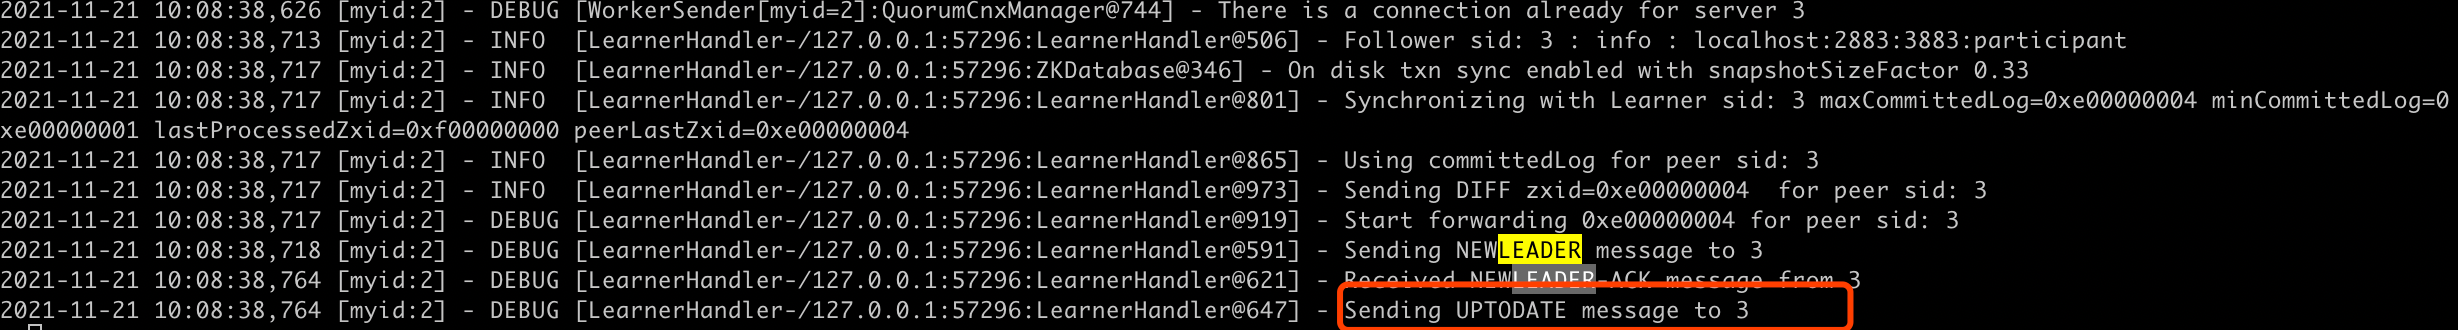 2021-11-21 10:08:38,626 [myid:2] - DEBUG [WorkerSender[myid=2]:QuorumCnxManager@744] - There is a connection already for server 3
2021-11-21 10:08:38,713 [myid:2] - INFO  [LearnerHandler-/127.0.0.1:57296:LearnerHandler@506] - Follower sid: 3 : info : localhost:2883:3883:participant
2021-11-21 10:08:38,717 [myid:2] - INFO  [LearnerHandler-/127.0.0.1:57296:ZKDatabase@346] - On disk txn sync enabled with snapshotSizeFactor 0.33
2021-11-21 10:08:38,717 [myid:2] - INFO  [LearnerHandler-/127.0.0.1:57296:LearnerHandler@801] - Synchronizing with Learner sid: 3 maxCommittedLog=0xe00000004 minCommittedLog=0
xe00000001 lastProcessedZxid=0xf00000000 peerLastZxid=0xe00000004
2021-11-21 10:08:38,717 [myid:2] - INFO  [LearnerHandler-/127.0.0.1:57296:LearnerHandler@865] - Using committedLog for peer sid: 3
2021-11-21 10:08:38,717 [myid:2] - INFO  [LearnerHandler-/127.0.0.1:57296:LearnerHandler@973] - Sending DIFF zxid=0xe00000004  for peer sid: 3
2021-11-21 10:08:38,717 [myid:2] - DEBUG [LearnerHandler-/127.0.0.1:57296:LearnerHandler@919] - Start forwarding 0xe00000004 for peer sid: 3
2021-11-21 10:08:38,718 [myid:2] - DEBUG [LearnerHandler-/127.0.0.1:57296:LearnerHandler@591] - Sending NEWLEADER message to 3
2021-11-21 10:08:38,764 [myid:2] - DEBUG [LearnerHandler-/127.0.0.1:57296:LearnerHandler@621] - Received NEWLEADER-ACK message from 3
2021-11-21 10:08:38,764 [myid:2] - DEBUG [LearnerHandler-/127.0.0.1:57296:LearnerHandler@647] - Sending UPTODATE message to 3